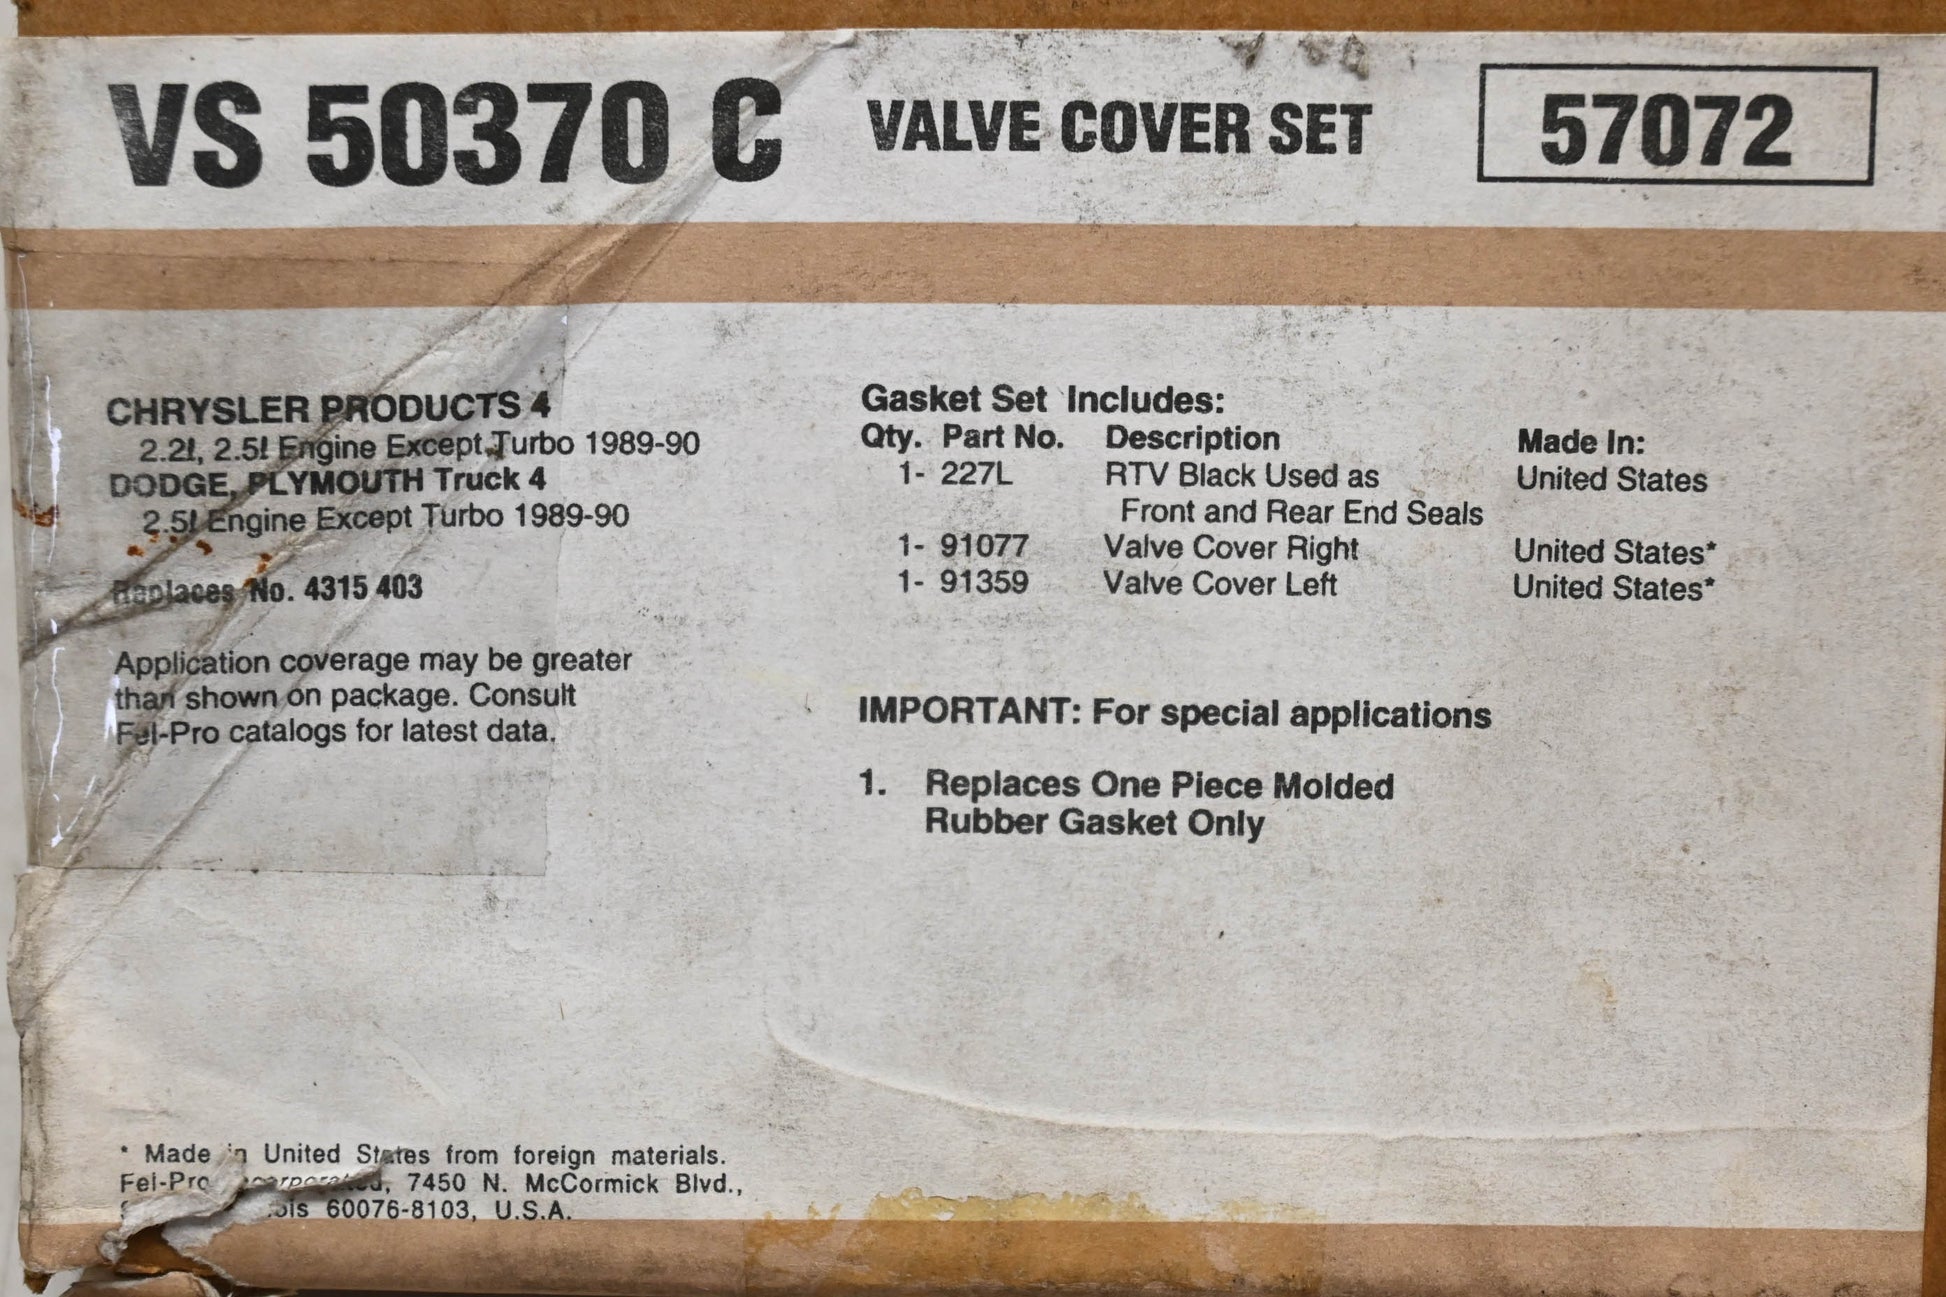 VS 50370 C VALVE COVER SET 57072
CHRYSLER PRODUCTS 4
2.2ℓ, 2.5ℓ Engine Except Turbo 1989-90
DODGE, PLYMOUTH Truck 4
2.5ℓ Engine Except Turbo 1989-90
Replaces No. 4315 403
Application coverage may be greater
than shown on package. Consult
Fel-Pro catalogs for latest data.
Gasket Set Includes:
Qty. Part No. Description Made In:
1- 227L RTV Black Used as United States
Front and Rear End Seals
1- 91077 Valve Cover Right United States*
1- 91359 Valve Cover Left United States*
IMPORTANT: For special applications
1. Replaces One Piece Molded
Rubber Gasket Only
* Made in United States from foreign materials.
Fel-Pro 7450 N. McCormick Blvd.,
60076-8103, U.S.A.